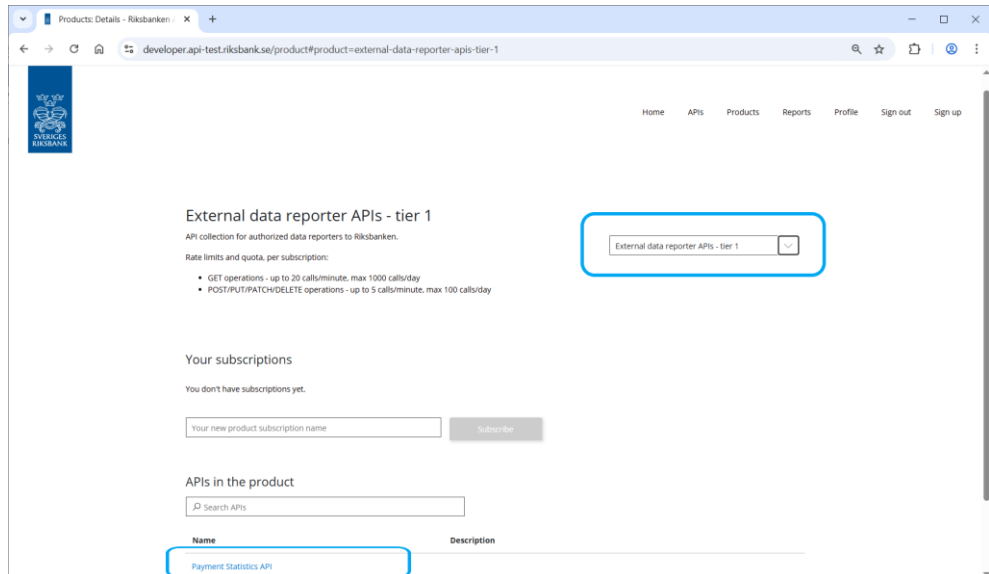 Products: Details - Riksbanken
developer.api-test.riksbank.se/product#product=external-data-reporter-apis-tier-1
SVERIGES
RIKSBANK
Home APIs Products Reports Profile Sign out Sign up
External data reporter APIs - tier 1
API collection for authorized data reporters to Riksbanken.
External data reporter APIs - tier 1
Rate limits and quota, per subscription:
• GET operations - up to 20 calls/minute, max 1000 calls/day
• POST/PUT/PATCH/DELETE operations - up to 5 calls/minute, max 100 calls/day
Your subscriptions
You don't have subscriptions yet.
Your new product subscription name Subscribe
APIs in the product
Search APIs
Name Description
Payment Statistics API